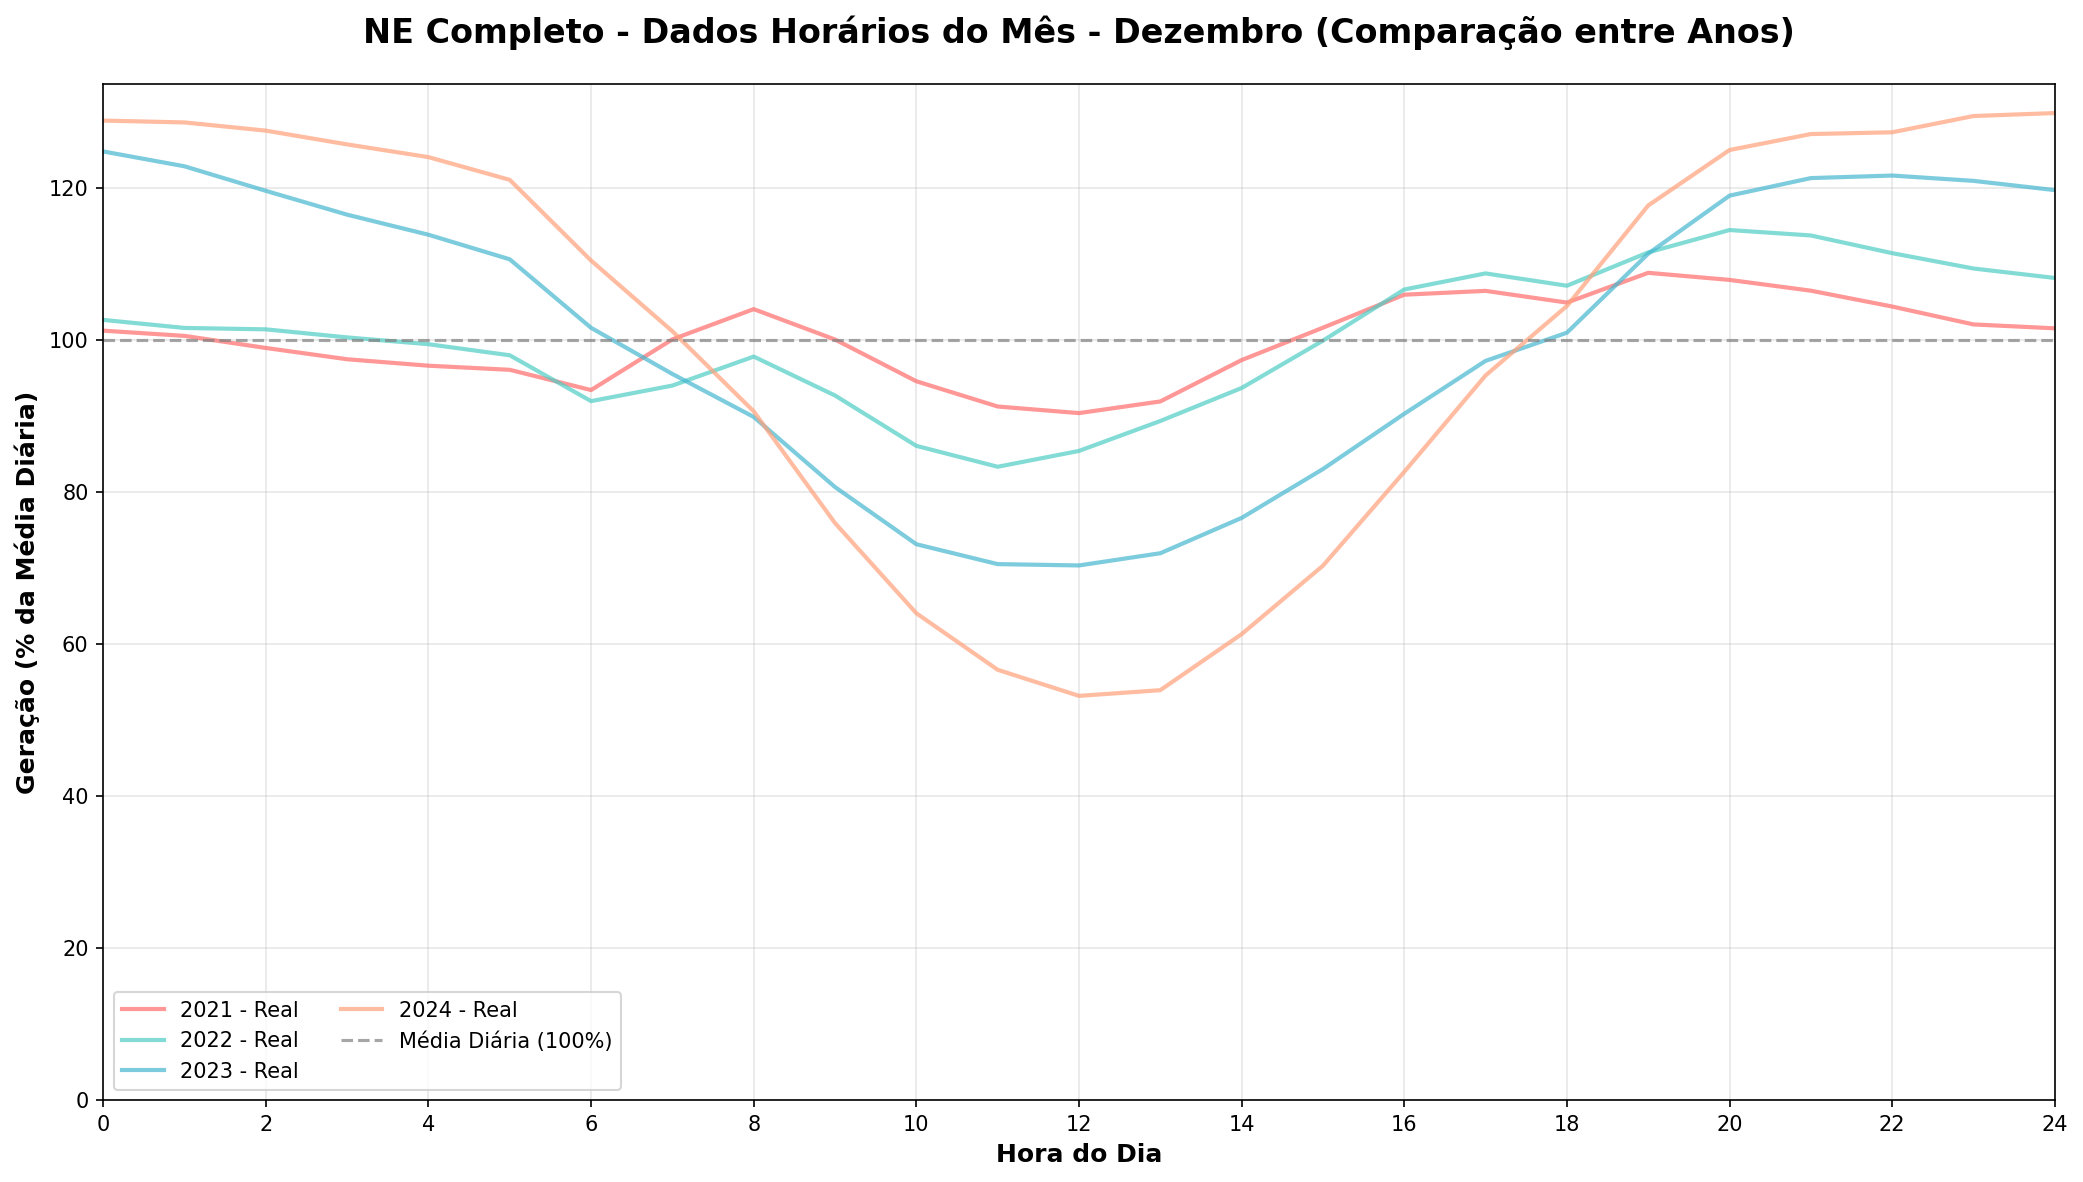 NE Completo - Dados Horários do Mês - Dezembro (Comparação entre Anos)
Geração (% da Média Diária)
120
100
80
60
40
20
0
2021 - Real
2022 - Real
2023 - Real
2024 - Real
Média Diária (100%)
0 2 4 6 8 10 12 14 16 18 20 22 24
Hora do Dia